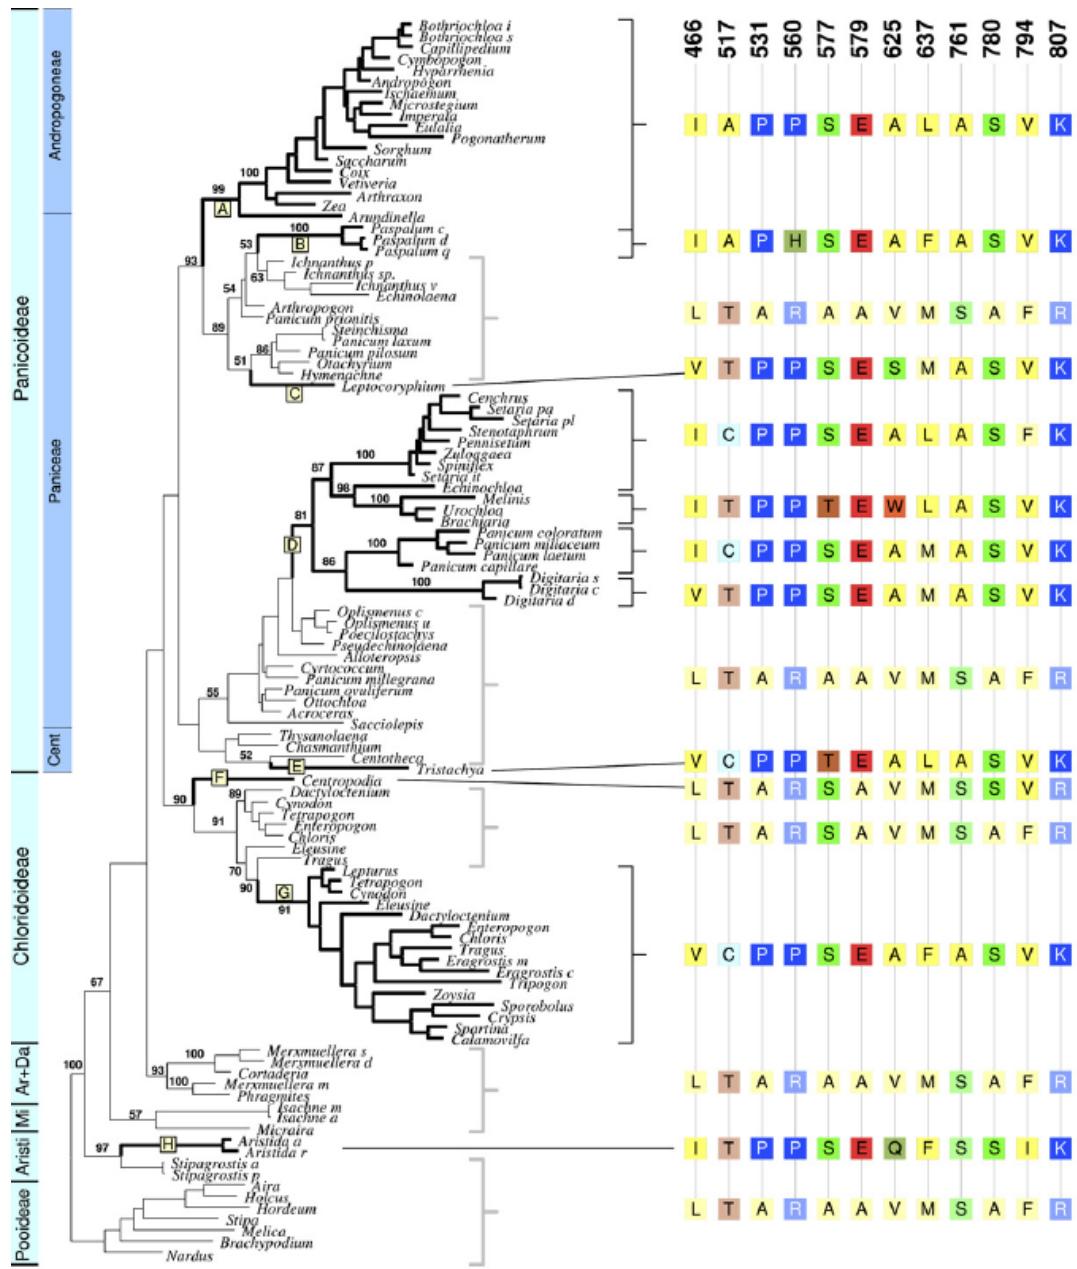 466 517 531 560 577 579 625 637 761 780 794 807
Panicoideae
Chloridoideae
Ar+Da
Mi
Aristi
Pooideae
Andropogoneae
Paniceae
Cent
Bothriochloa i
Bothriochloa s
Capillipedium
Cymbopogon
Hyparrhenia
Andropogon
Ischaemum
Microstegium
Imperata
Eulalia
Pogonatherum
Sorghum
Saccharum
Coix
Vetiveria
Arthraxon
Zea
Arundinella
100
99
A
I A P P S E A L A S V K
93
Paspalum c
Paspalum d
Paspalum q
100
B
53
I A P H S E A F A S V K
Ichnanthus p
Ichnanthus sp.
Ichnanthus v
Echinolaena
63
54
Arthropogon
Panicum prionitis
Steinchisma
Panicum laxum
Panicum pilosum
Otachyrium
Hymenachne
89
86
51
L T A R A A V M S A F R
Leptocoryphium
C
V T P P S E S M A S V K
Cenchrus
Setaria pa
Setaria pl
Stenotaphrum
Pennisetum
Zuloagaea
Spinifex
Setaria it
100
87
I C P P S E A L A S F K
Echinochloa
Melinis
Urochloa
Brachiaria
98
100
81
I T P P T E W L A S V K
D
Panicum coloratum
Panicum miliaceum
Panicum laetum
Panicum capillare
100
86
I C P P S E A M A S V K
Digitaria s
Digitaria c
Digitaria d
100
V T P P S E A M A S V K
Oplismenus c
Oplismenus u
Poecilostachys
Pseudechinolaena
Alloteropsis
Cyrtococcum
Panicum millegrana
Panicum ovuliferum
Ottochloa
Acroceras
Sacciolepis
55
L T A R A A V M S A F R
Thysanolaena
Chasmanthium
Centotheca
52
E
Tristachya
V C P P T E A L A S V K
F
Centropodia
90
L T A R S A V M S S V R
Dactyloctenium
Cynodon
Tetrapogon
Enteropogon
Chloris
Eleusine
Tragus
89
91
70
L T A R S A V M S A F R
Lepturus
Tetrapogon
Cynodon
Eleusine
Dactyloctenium
Enteropogon
Chloris
Tragus
Eragrostis m
Eragrostis c
Tripogon
Zoysia
Sporobolus
Crypsis
Spartina
Calamovilfa
90
G
91
V C P P S E A F A S V K
67
100
Merxmuellera s
Merxmuellera d
Cortaderia
Merxmuellera m
Phragmites
100
93
100
Isachne m
Isachne a
Micraira
57
L T A R A A V M S A F R
Aristida a
Aristida r
H
97
I T P P S E Q F S S I K
Stipagrostis a
Stipagrostis p
Aira
Holcus
Hordeum
Stipa
Melica
Brachypodium
Nardus
L T A R A A V M S A F R